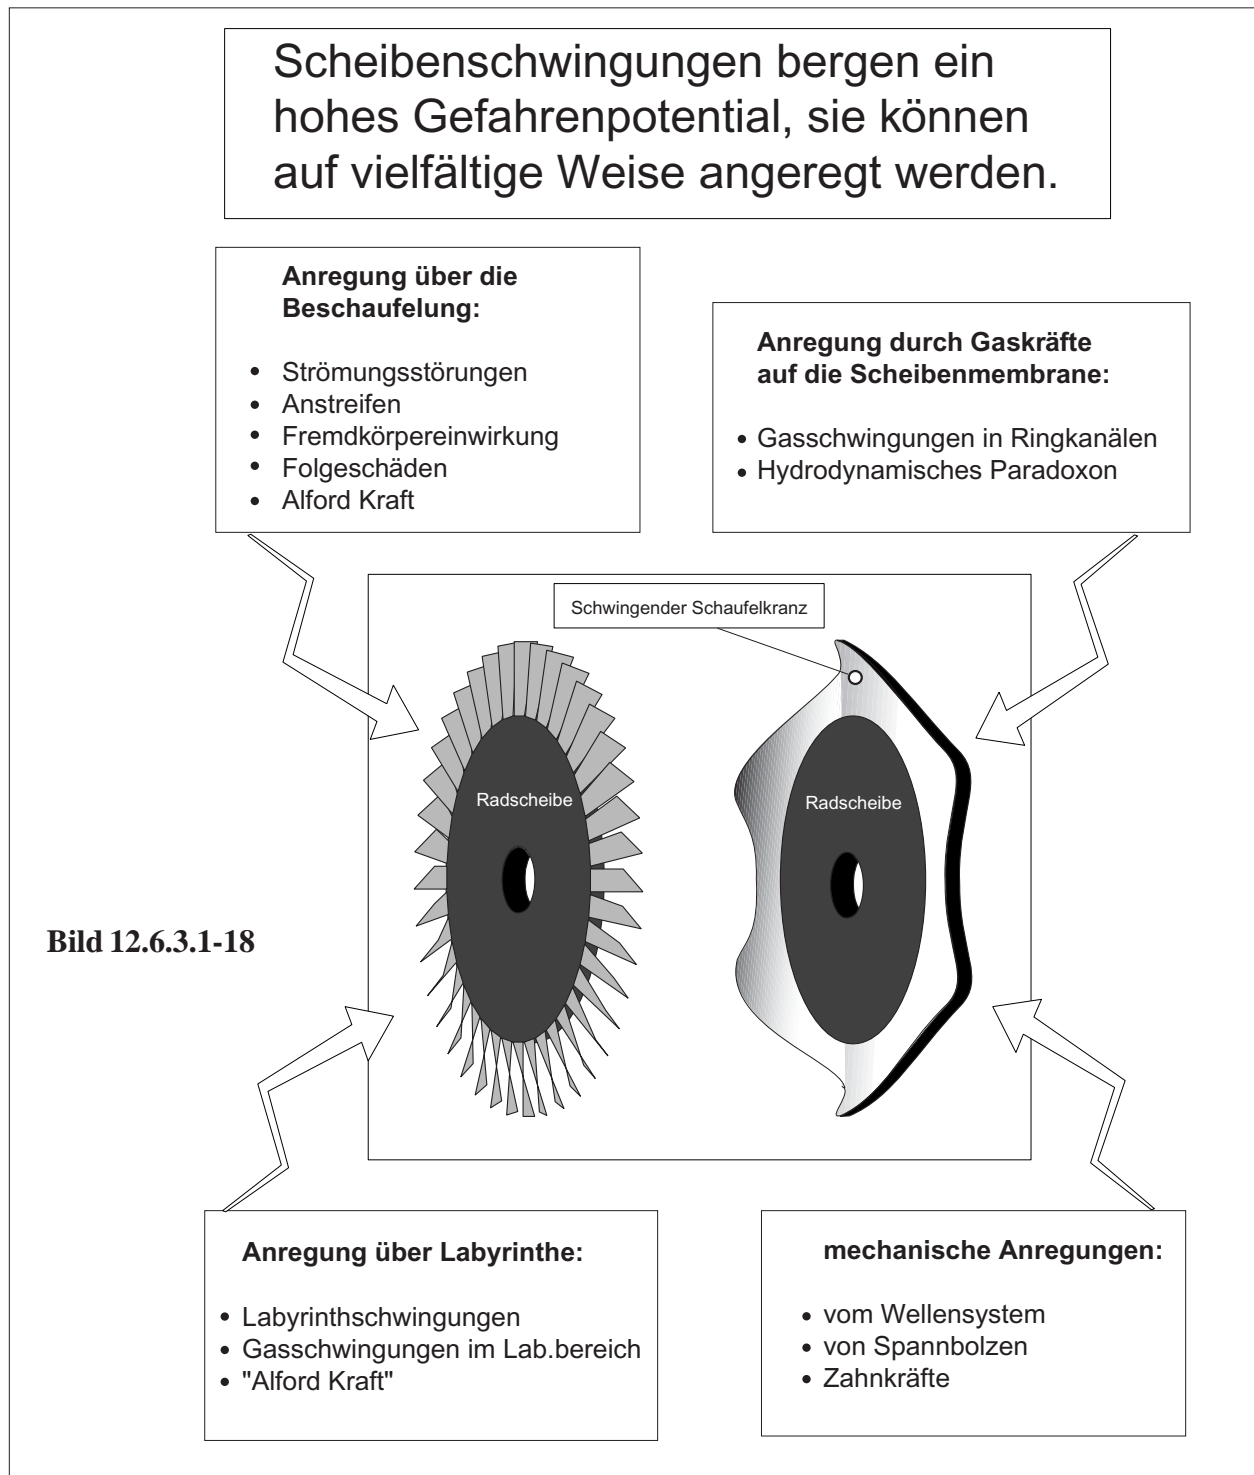 Scheibenschwingungen bergen ein
hohes Gefahrenpotential, sie können
auf vielfältige Weise angeregt werden.
Anregung über die
Beschaufelung:
• Strömungsstörungen
• Anstreifen
• Fremdkörpereinwirkung
• Folgeschäden
• Alford Kraft
Anregung durch Gaskräfte
auf die Scheibenmembrane:
• Gasschwingungen in Ringkanälen
• Hydrodynamisches Paradoxon
Schwingender Schaufelkranz
Radscheibe
Radscheibe
Bild 12.6.3.1-18
Anregung über Labyrinthe:
• Labyrinthschwingungen
• Gasschwingungen im Lab.bereich
• "Alford Kraft"
mechanische Anregungen:
• vom Wellensystem
• von Spannbolzen
• Zahnkräfte